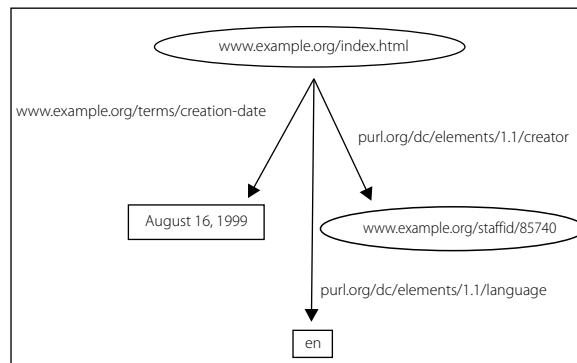 www.example.org/index.html
www.example.org/terms/creation-date
purl.org/dc/elements/1.1/creator
August 16, 1999
www.example.org/staffid/85740
purl.org/dc/elements/1.1/language
en